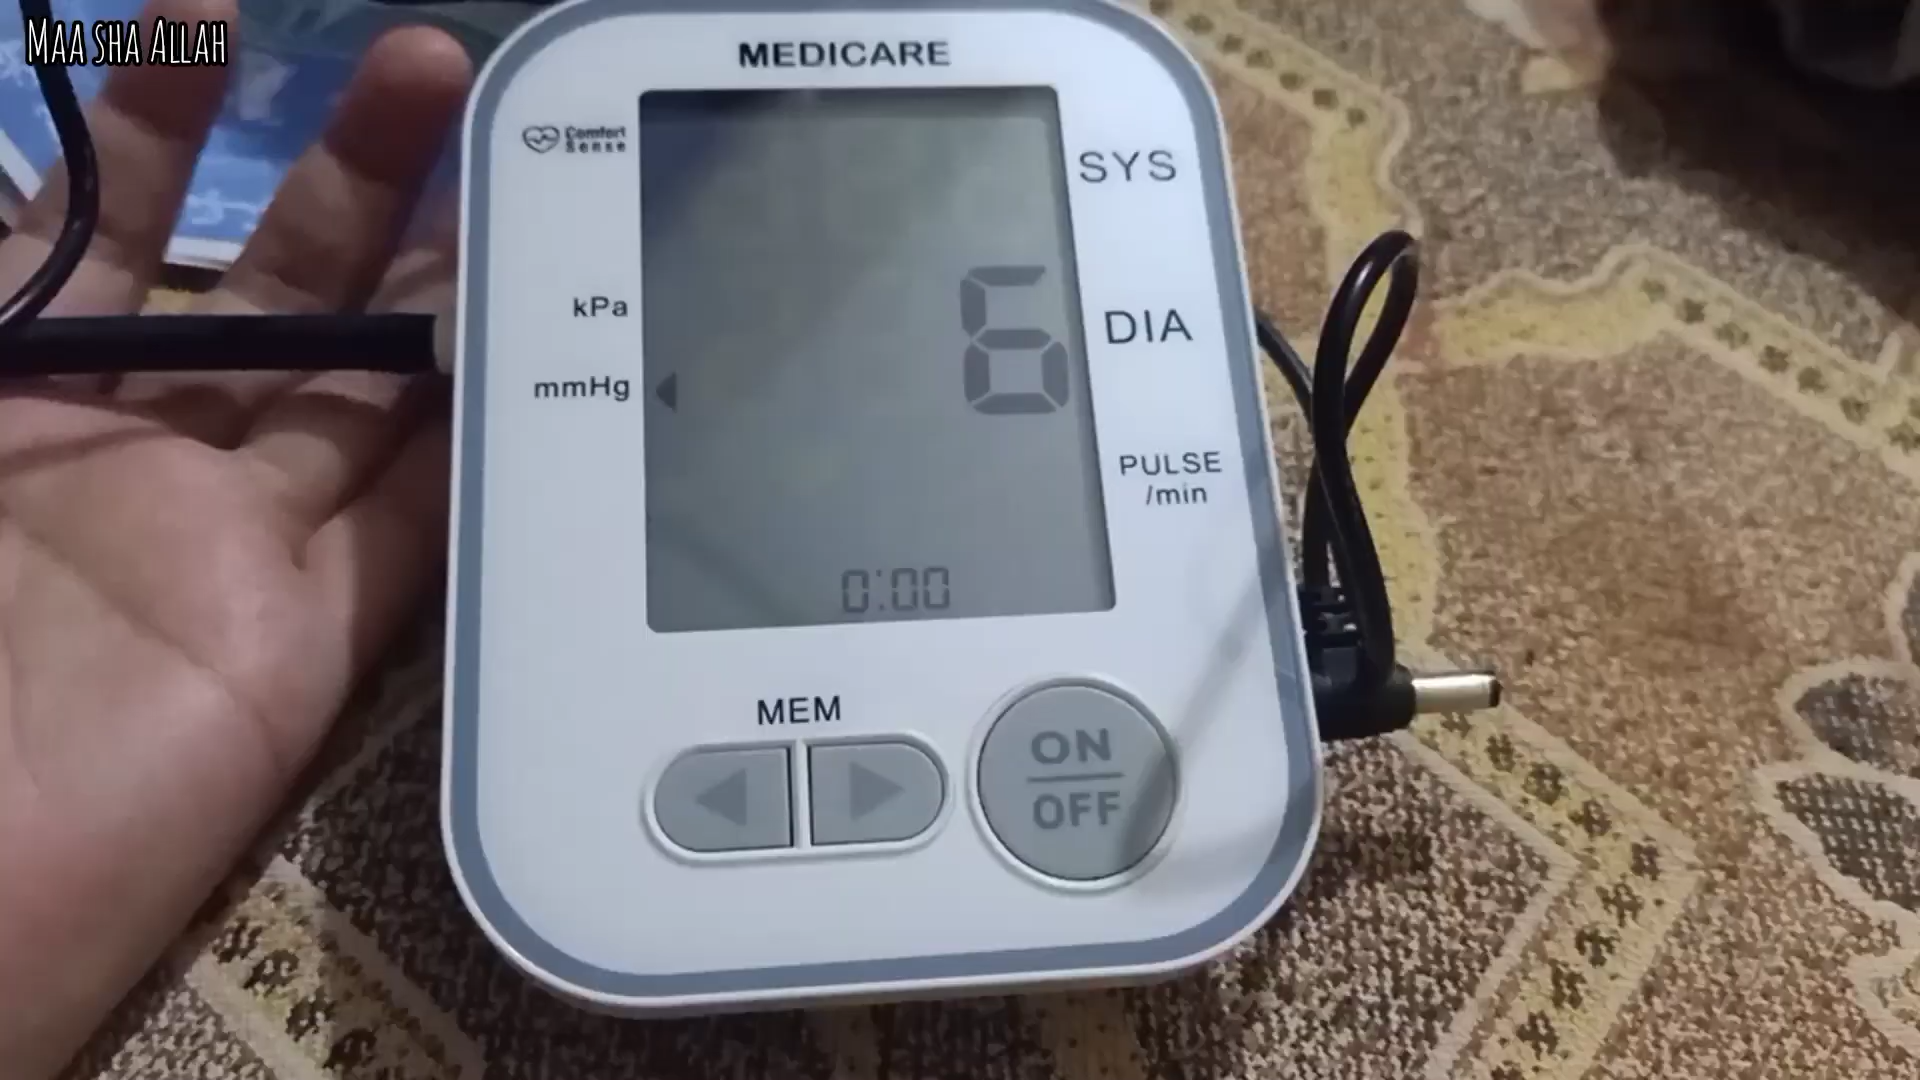 MAA SHA ALLAH
MEDICARE
Comfort
Sense
SYS
kPa
DIA
mmHg
6
PULSE
/min
0:00
MEM
ON
OFF